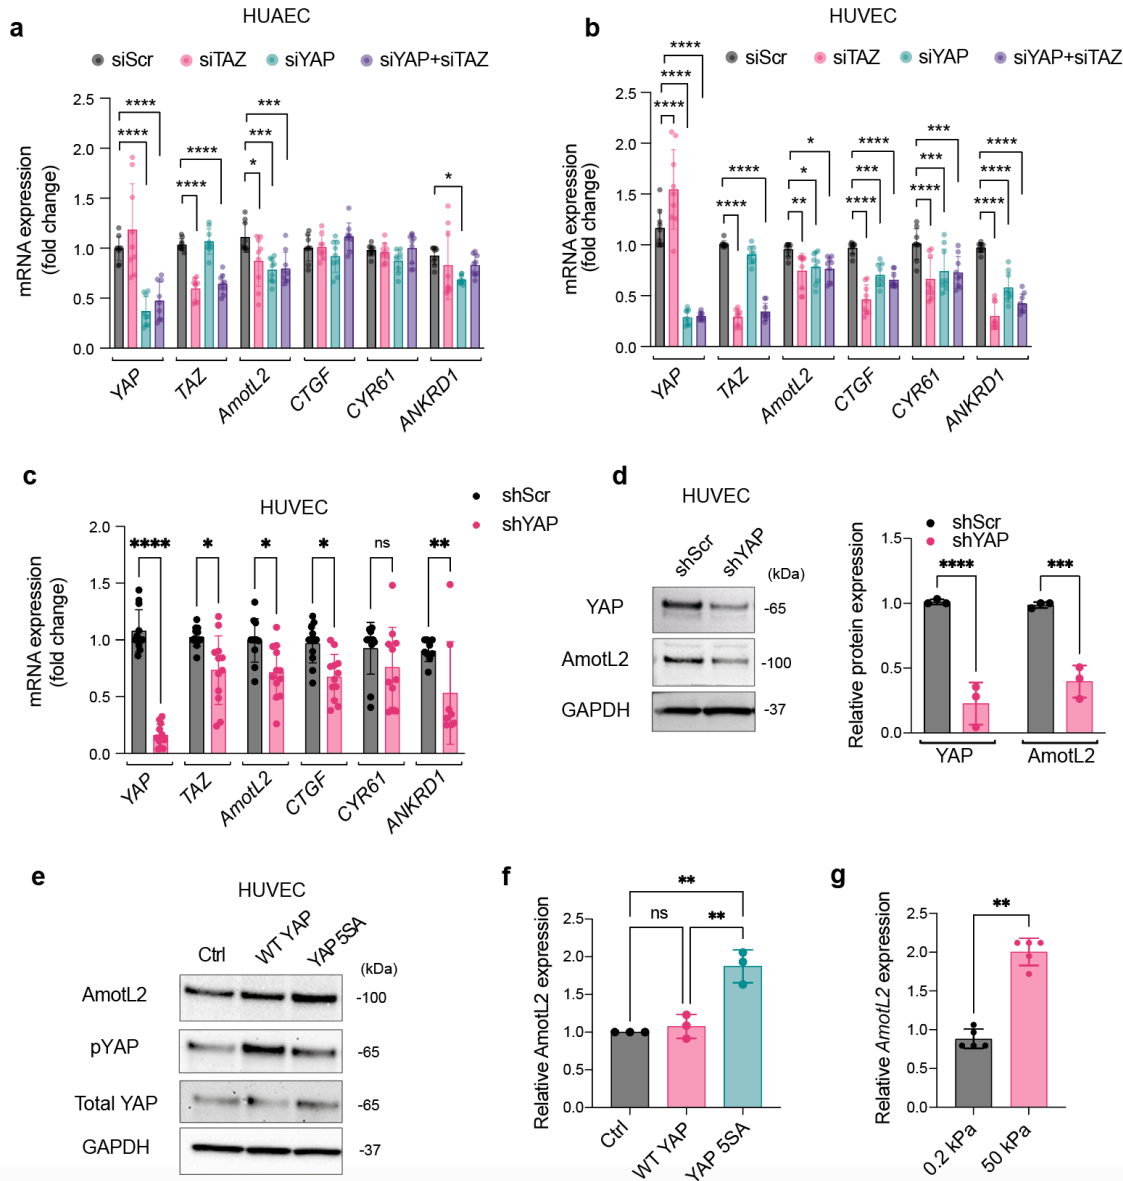 a
HUAEC
siScr siTAZ siYAP siYAP+siTAZ
mRNA expression
(fold change)
2.5
2.0
1.5
1.0
0.5
0.0
**** **** **** **** *** *** * *
YAP TAZ AmotL2 CTGF CYR61 ANKRD1
b
HUVEC
siScr siTAZ siYAP siYAP+siTAZ
mRNA expression
(fold change)
2.5
2.0
1.5
1.0
0.5
0.0
**** **** **** **** **** * * ** **** *** **** *** *** **** **** **** ****
YAP TAZ AmotL2 CTGF CYR61 ANKRD1
c
HUVEC
shScr
shYAP
mRNA expression
(fold change)
2.0
1.5
1.0
0.5
0.0
**** * * * ns **
YAP TAZ AmotL2 CTGF CYR61 ANKRD1
d
HUVEC
shScr shYAP
(kDa)
YAP -65
AmotL2 -100
GAPDH -37
shScr
shYAP
Relative protein expression
1.5
1.0
0.5
0.0
**** ***
YAP AmotL2
e
HUVEC
Ctrl WT YAP YAP 5SA
(kDa)
AmotL2 -100
pYAP -65
Total YAP -65
GAPDH -37
f
Relative AmotL2 expression
2.5
2.0
1.5
1.0
0.5
0.0
**
ns **
Ctrl WT YAP YAP 5SA
g
Relative AmotL2 expression
2.5
2.0
1.5
1.0
0.5
0.0
**
0.2 kPa 50 kPa